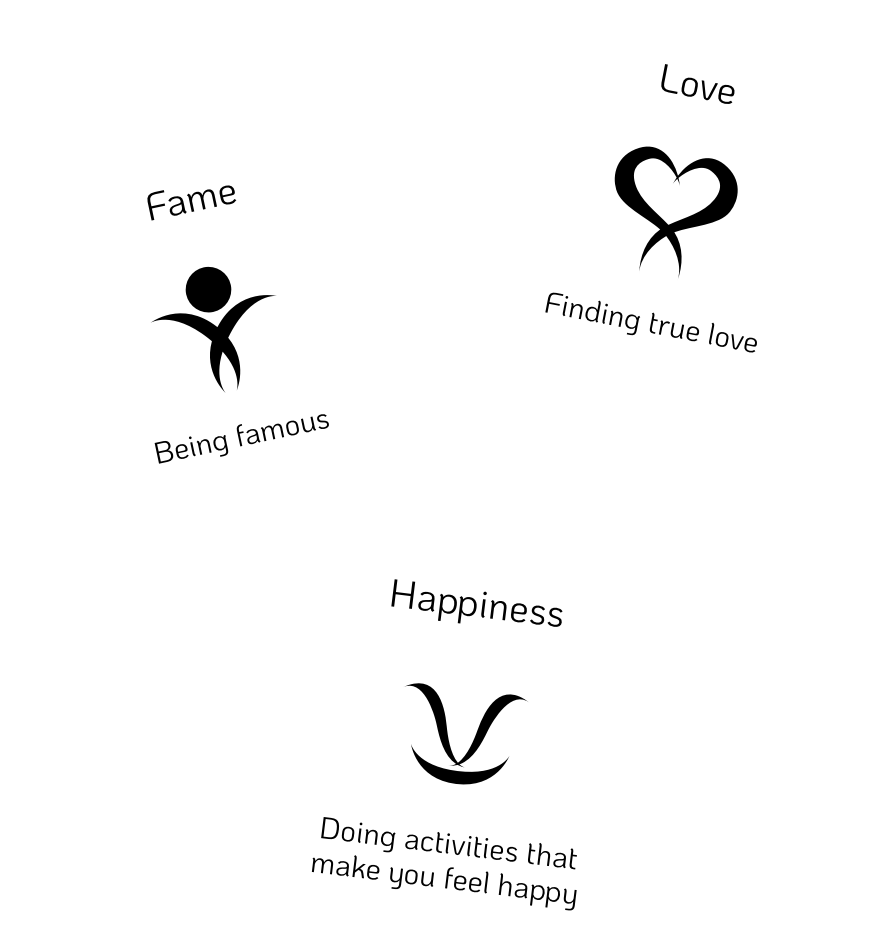 Love
Finding true love
Fame
Being famous
Happiness
Doing activities that
make you feel happy